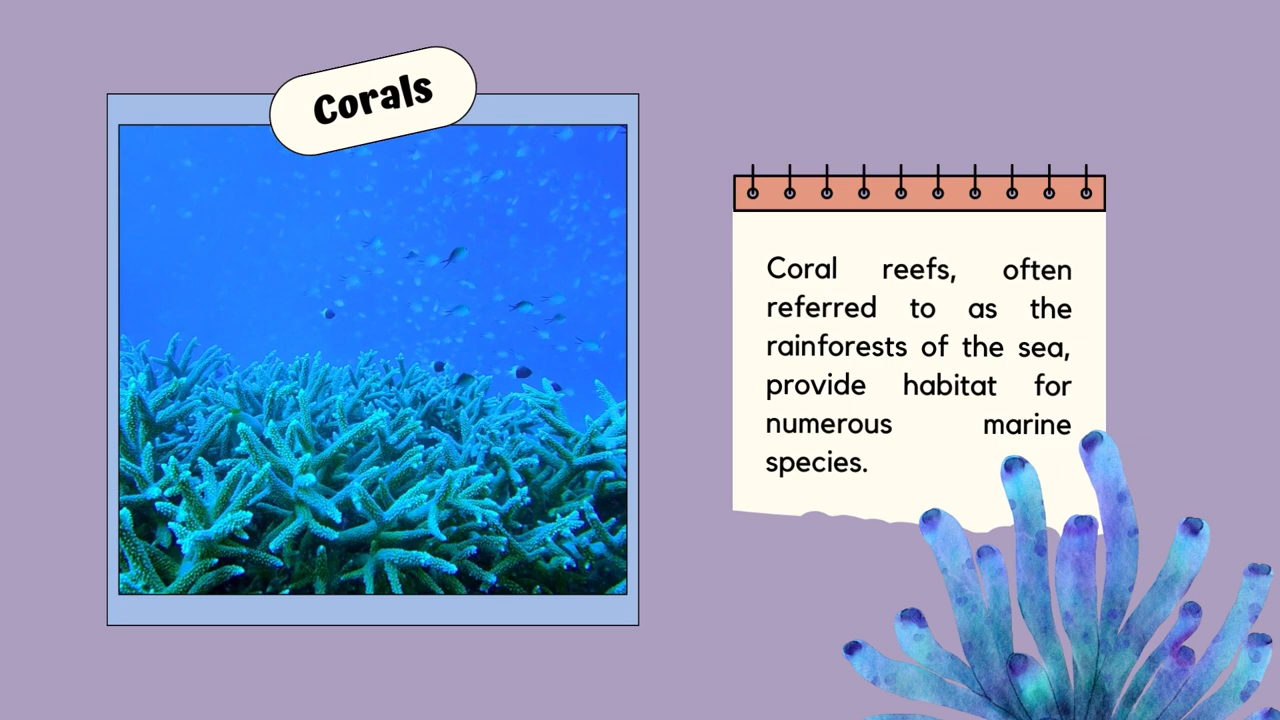 Corals
Coral reefs, often
referred to as the
rainforests of the sea,
provide habitat for
numerous marine
species.